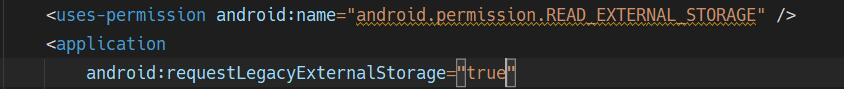 <uses-permission android:name="android.permission.READ_EXTERNAL_STORAGE" />
<application
android:requestLegacyExternalStorage="true"